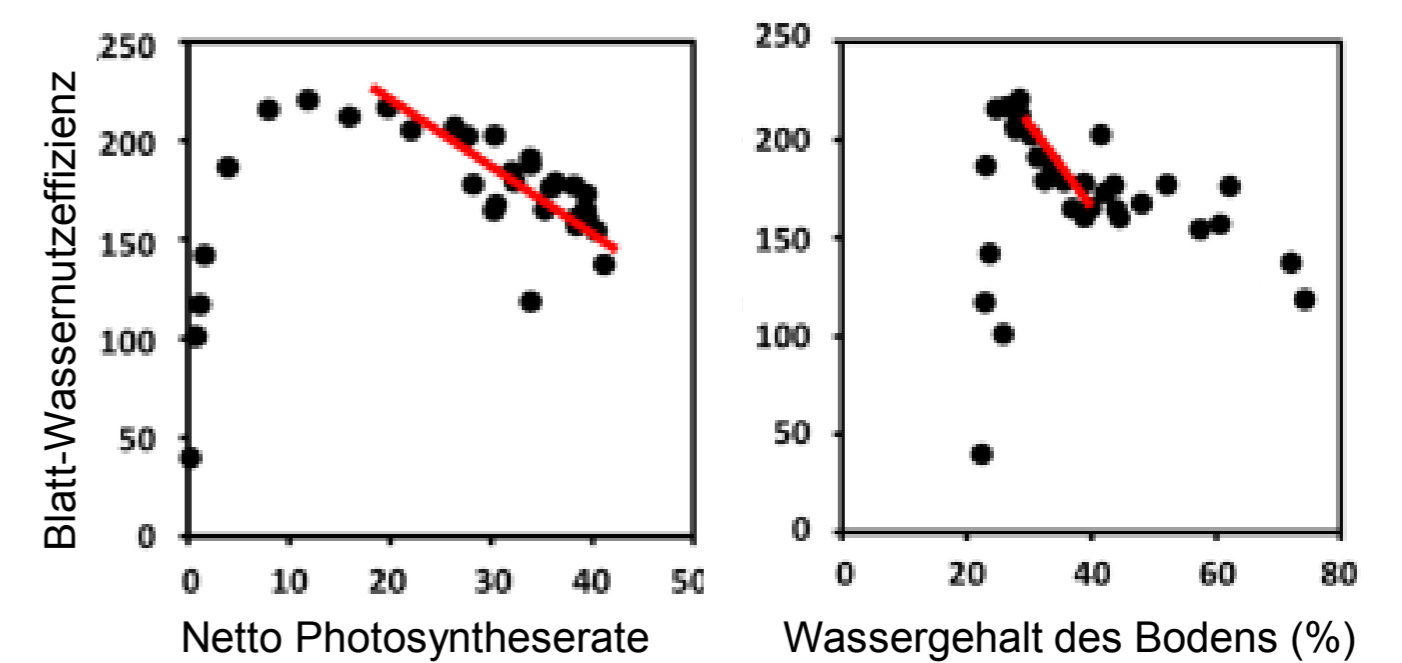 Blatt-Wassernutzeffizienz
250
200
150
100
50
0
0 10 20 30 40 50
Netto Photosyntheserate
250
200
150
100
50
0
0 20 40 60 80
Wassergehalt des Bodens (%)